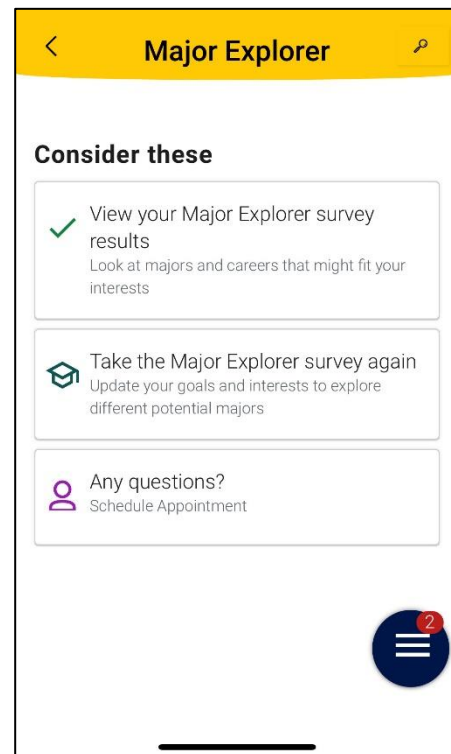 Major Explorer
Consider these
View your Major Explorer survey
results
Look at majors and careers that might fit your
interests
Take the Major Explorer survey again
Update your goals and interests to explore
different potential majors
Any questions?
Schedule Appointment
2